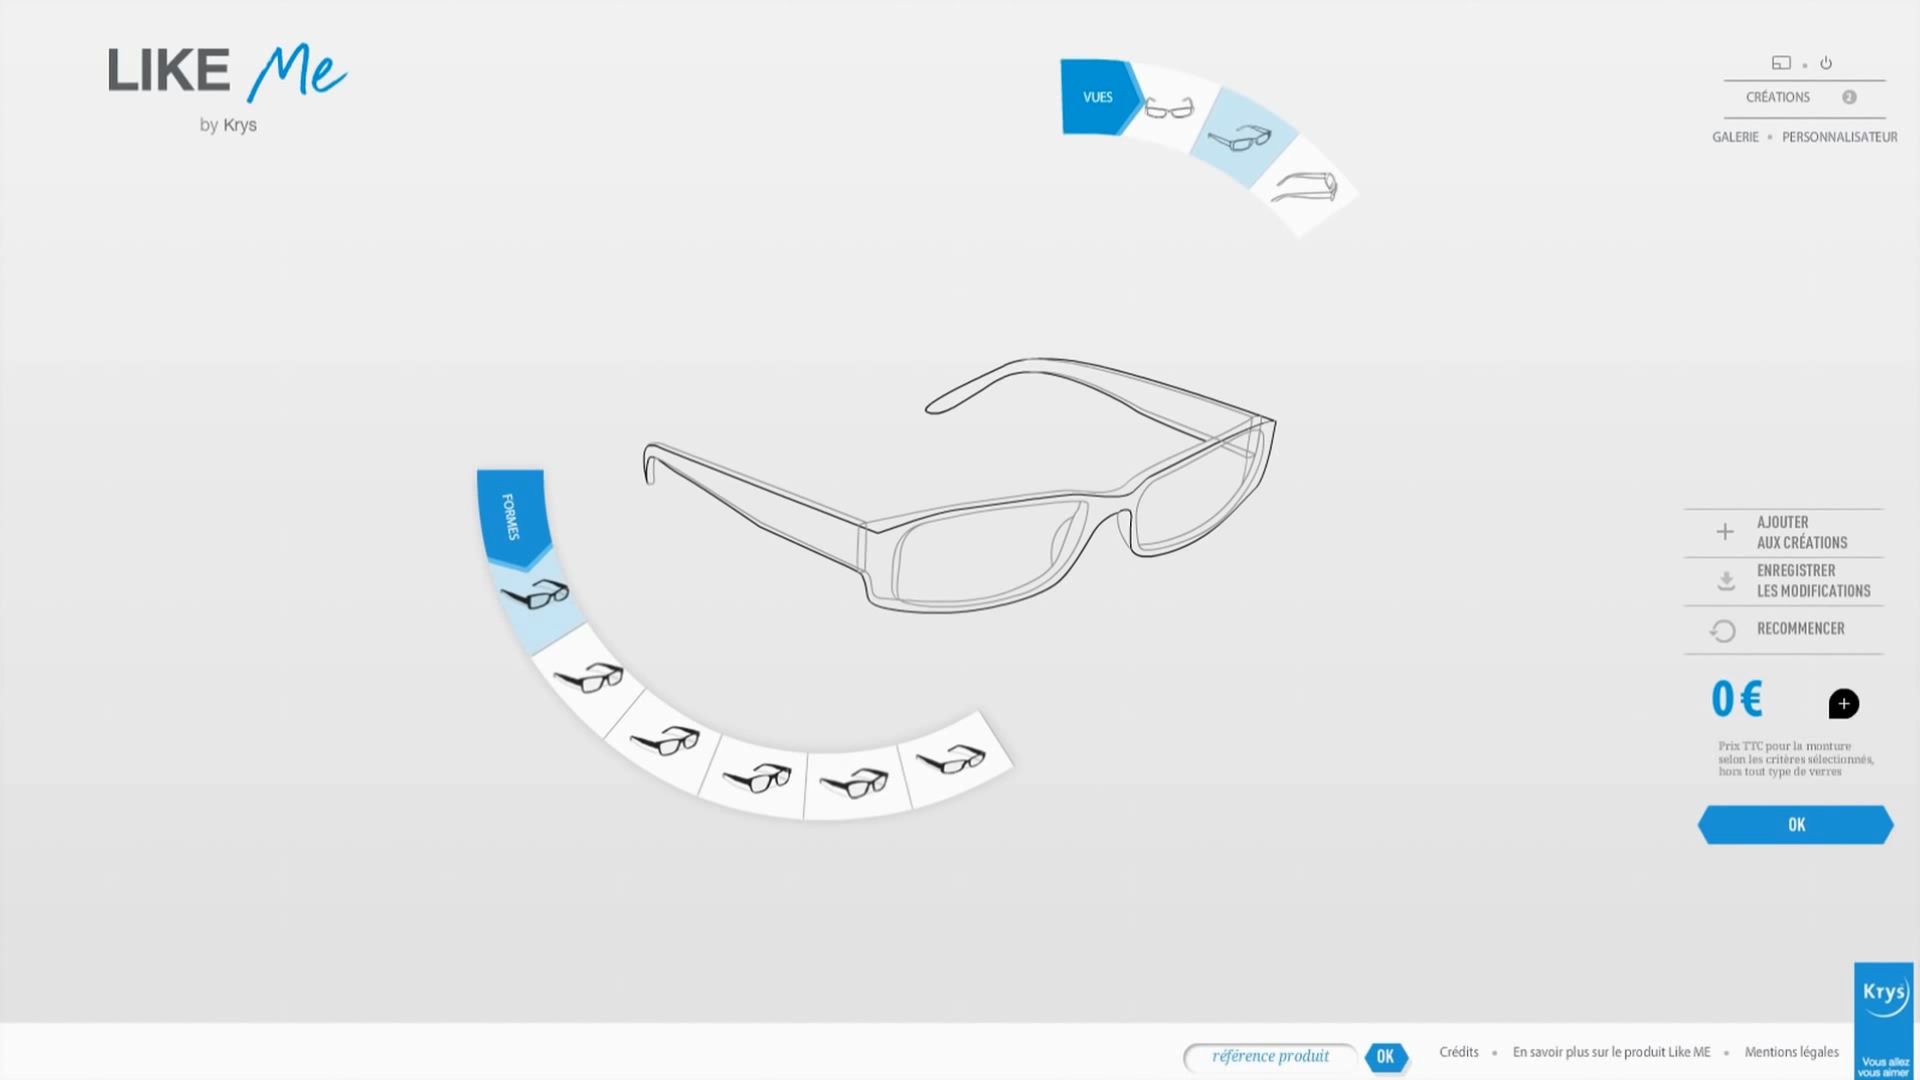 LIKE Me
by Krys
VUES
CRÉATIONS 2
GALERIE • PERSONNALISATEUR
FORMES
AJOUTER
AUX CRÉATIONS
ENREGISTRER
LES MODIFICATIONS
RECOMMENCER
0 €
Prix TTC pour la monture
selon les critères sélectionnés,
hors tout type de verres
OK
Krys
Vous allez
vous aimer
référence produit OK Crédits • En savoir plus sur le produit Like ME • Mentions légales